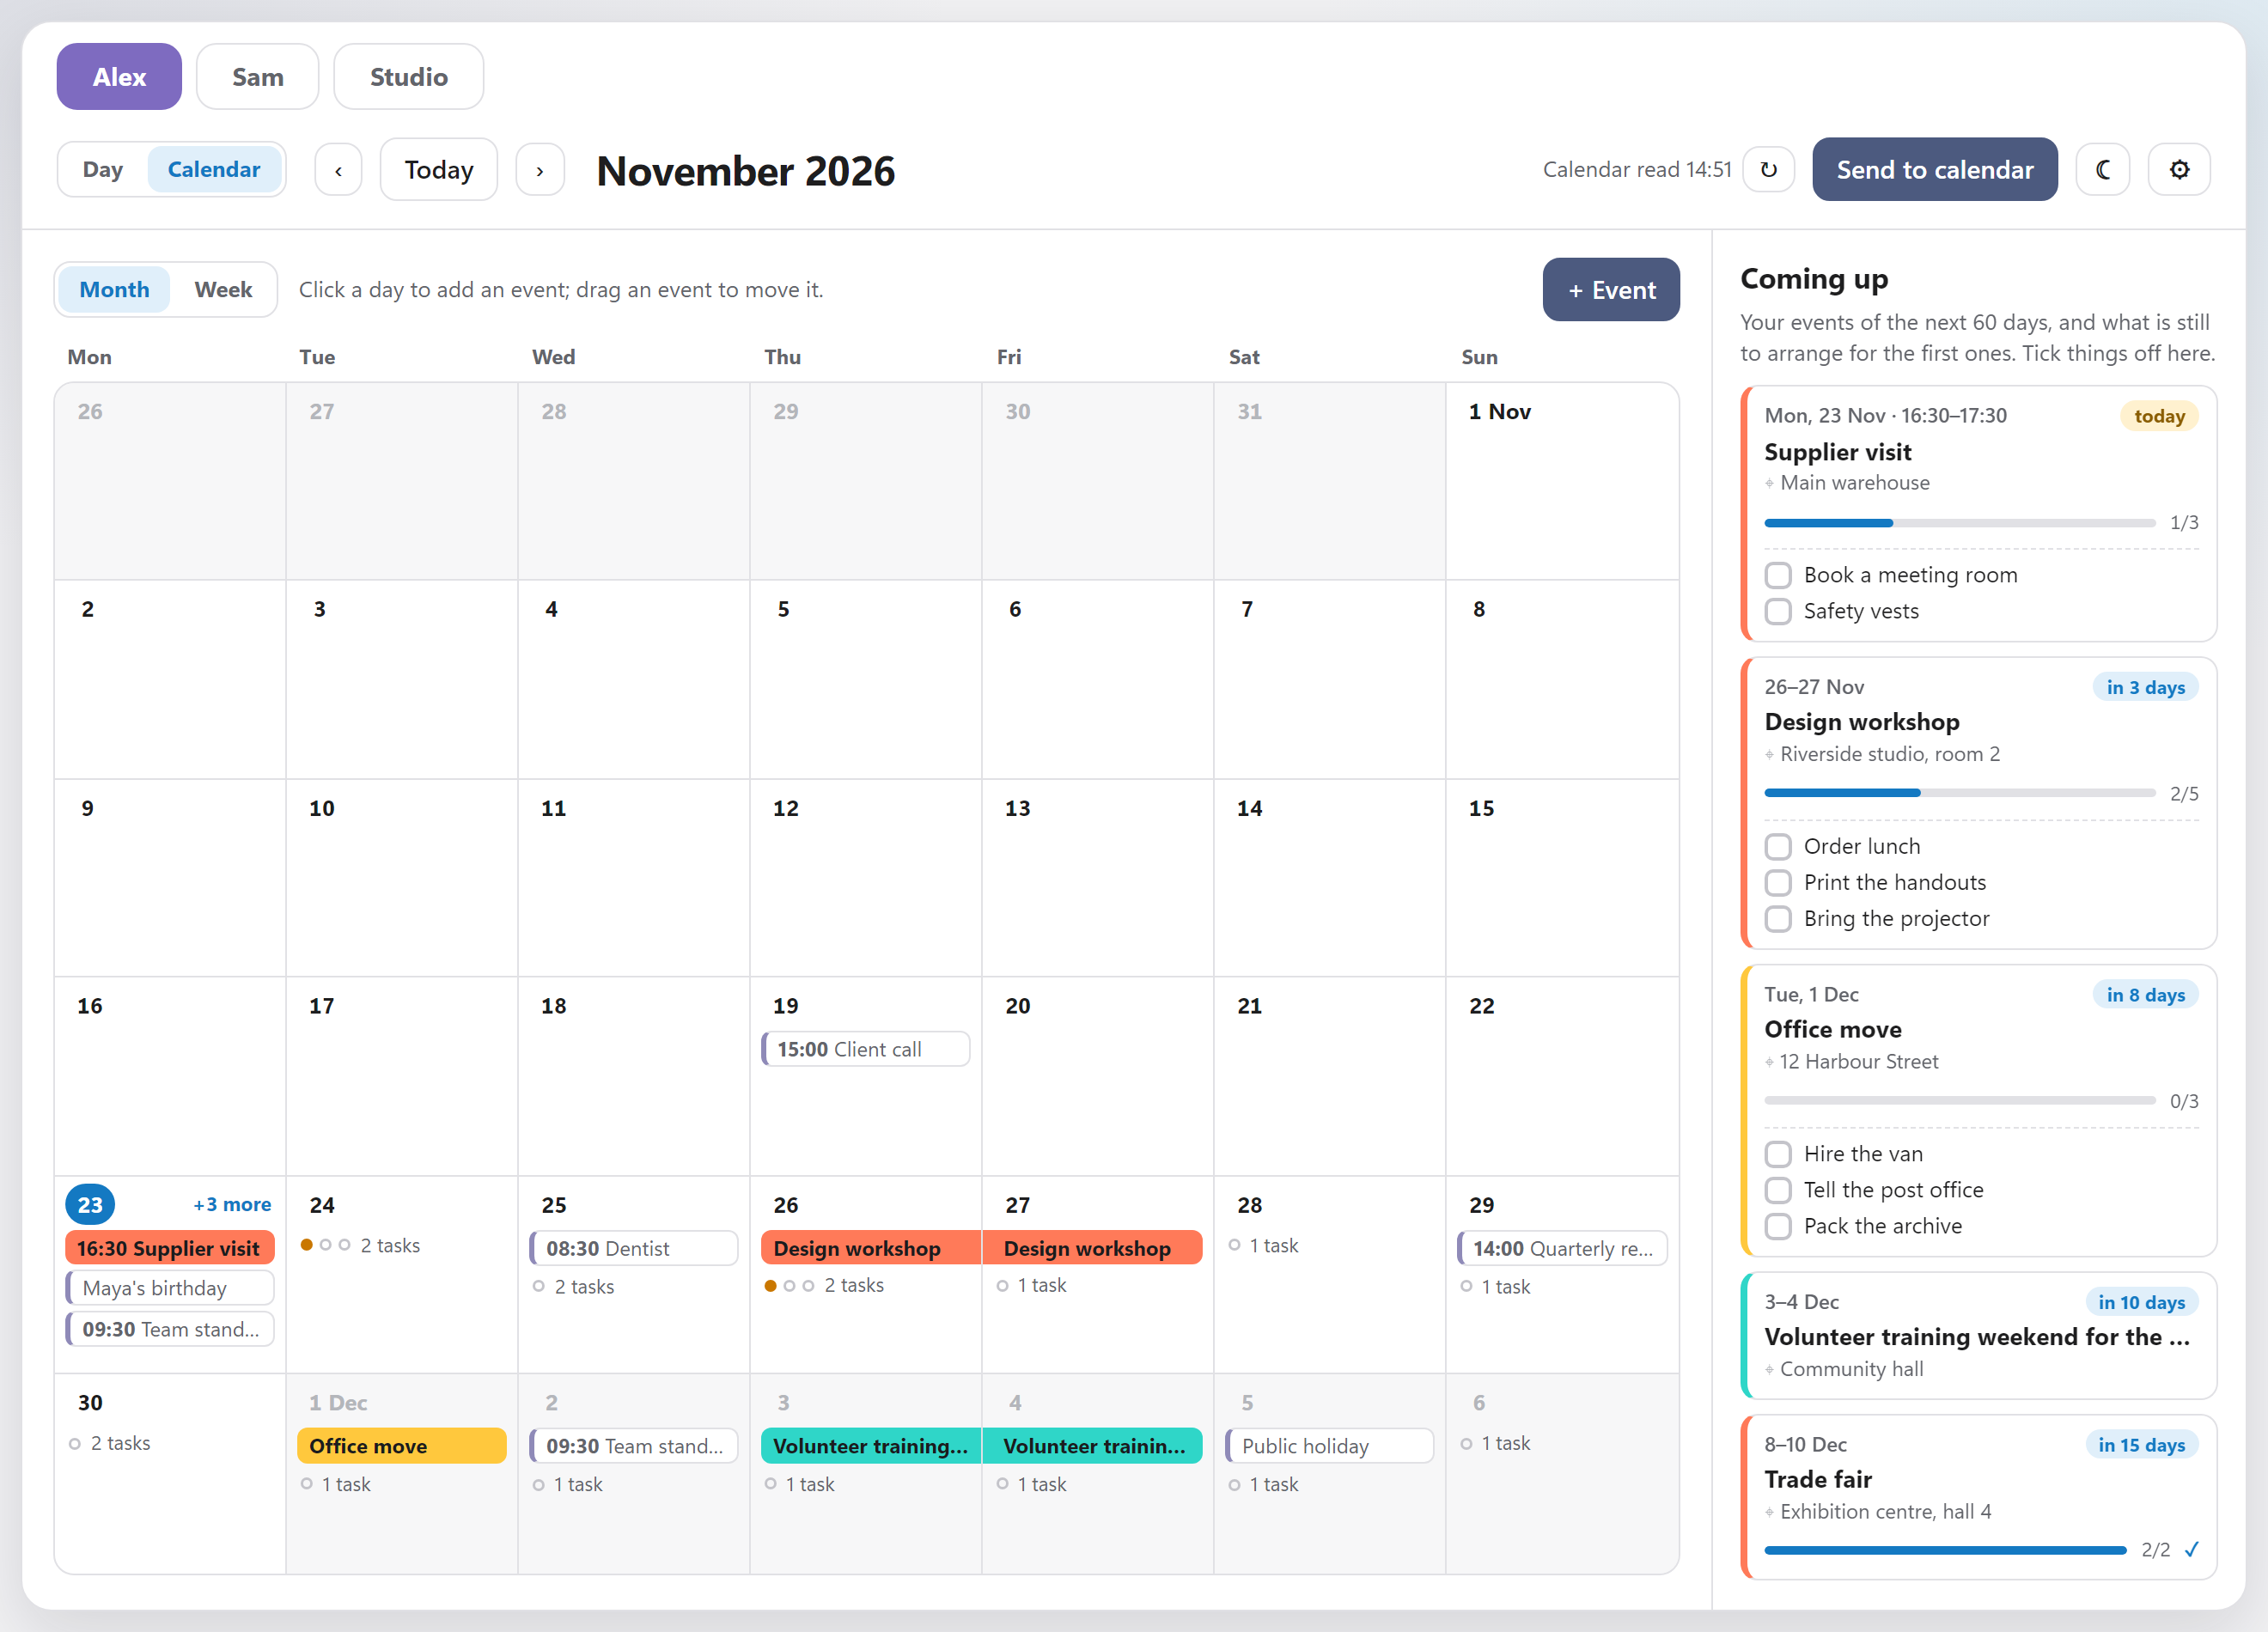 Alex
Sam
Studio
Day
Calendar
‹
Today
›
November 2026
Calendar read 14:51
↻
Send to calendar
Month
Week
Click a day to add an event; drag an event to move it.
+ Event
Mon
Tue
Wed
Thu
Fri
Sat
Sun
26
27
28
29
30
31
1 Nov
2
3
4
5
6
7
8
9
10
11
12
13
14
15
16
17
18
19
15:00 Client call
20
21
22
23
+3 more
16:30 Supplier visit
Maya's birthday
09:30 Team stand...
24
2 tasks
25
08:30 Dentist
2 tasks
26
Design workshop
2 tasks
27
Design workshop
1 task
28
1 task
29
14:00 Quarterly re...
1 task
30
2 tasks
1 Dec
Office move
1 task
2
09:30 Team stand...
1 task
3
Volunteer training...
1 task
4
Volunteer trainin...
1 task
5
Public holiday
1 task
6
1 task
Coming up
Your events of the next 60 days, and what is still
to arrange for the first ones. Tick things off here.
Mon, 23 Nov · 16:30–17:30
today
Supplier visit
Main warehouse
1/3
Book a meeting room
Safety vests
26–27 Nov
in 3 days
Design workshop
Riverside studio, room 2
2/5
Order lunch
Print the handouts
Bring the projector
Tue, 1 Dec
in 8 days
Office move
12 Harbour Street
0/3
Hire the van
Tell the post office
Pack the archive
3–4 Dec
in 10 days
Volunteer training weekend for the ...
Community hall
8–10 Dec
in 15 days
Trade fair
Exhibition centre, hall 4
2/2 ✓